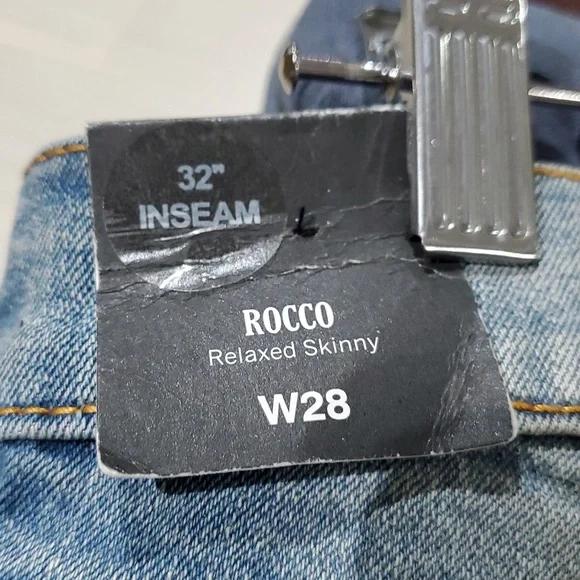 32"
INSEAM
ROCCO
Relaxed Skinny
W28